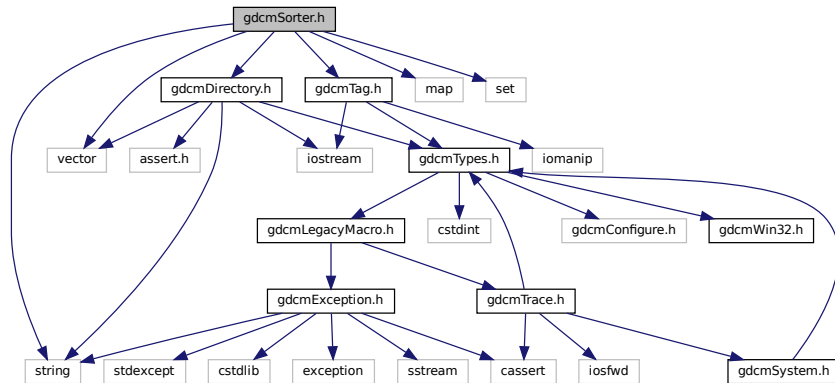 gdcmSorter.h
gdcmDirectory.h
gdcmTag.h
map
set
vector
assert.h
iostream
gdcmTypes.h
iomanip
gdcmLegacyMacro.h
cstdint
gdcmConfigure.h
gdcmWin32.h
gdcmException.h
gdcmTrace.h
string
stdexcept
cstdlib
exception
sstream
cassert
iosfwd
gdcmSystem.h